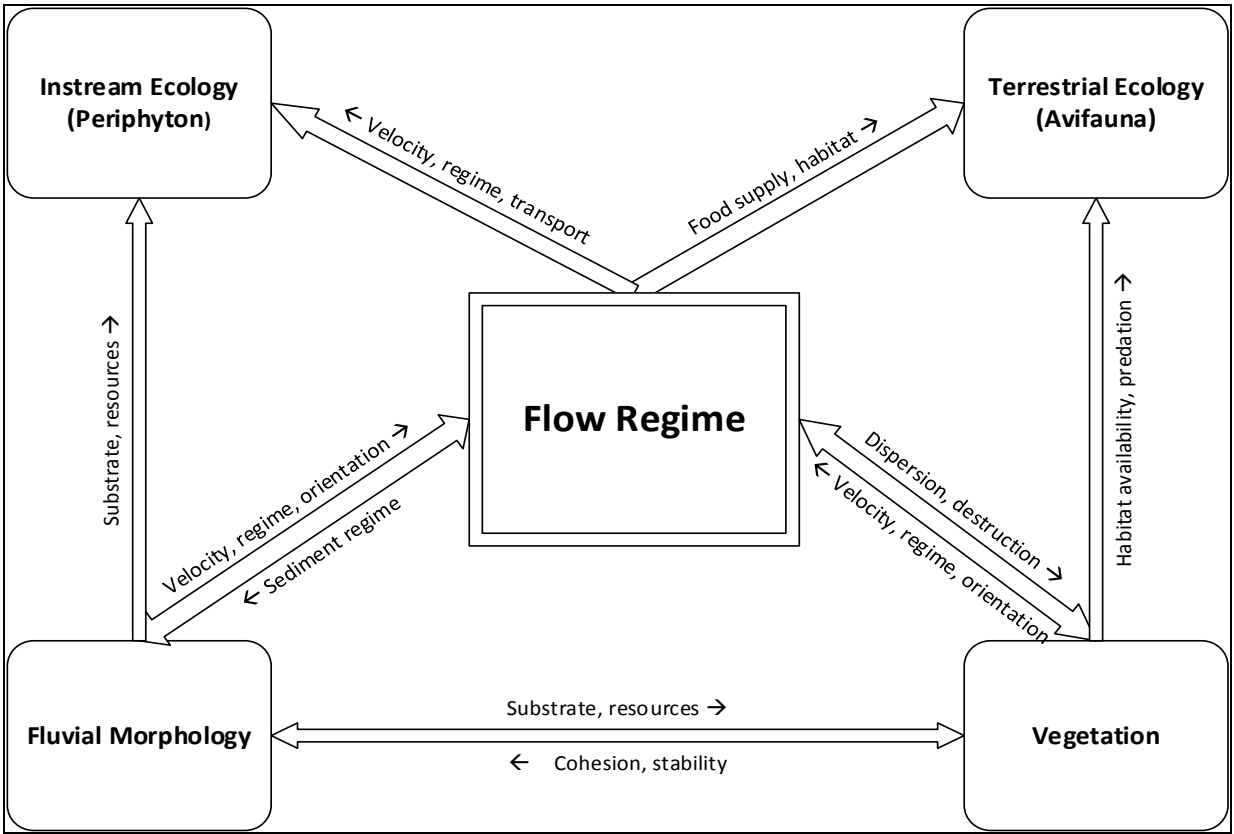 Instream Ecology
(Periphyton)
Terrestrial Ecology
(Avifauna)
← Velocity, regime, transport
Food supply, habitat →
Substrate, resources →
Habitat availability, predation →
Flow Regime
Velocity, regime, orientation →
← Sediment regime
Dispersion, destruction →
← Velocity, regime, orientation
Fluvial Morphology
Substrate, resources →
← Cohesion, stability
Vegetation